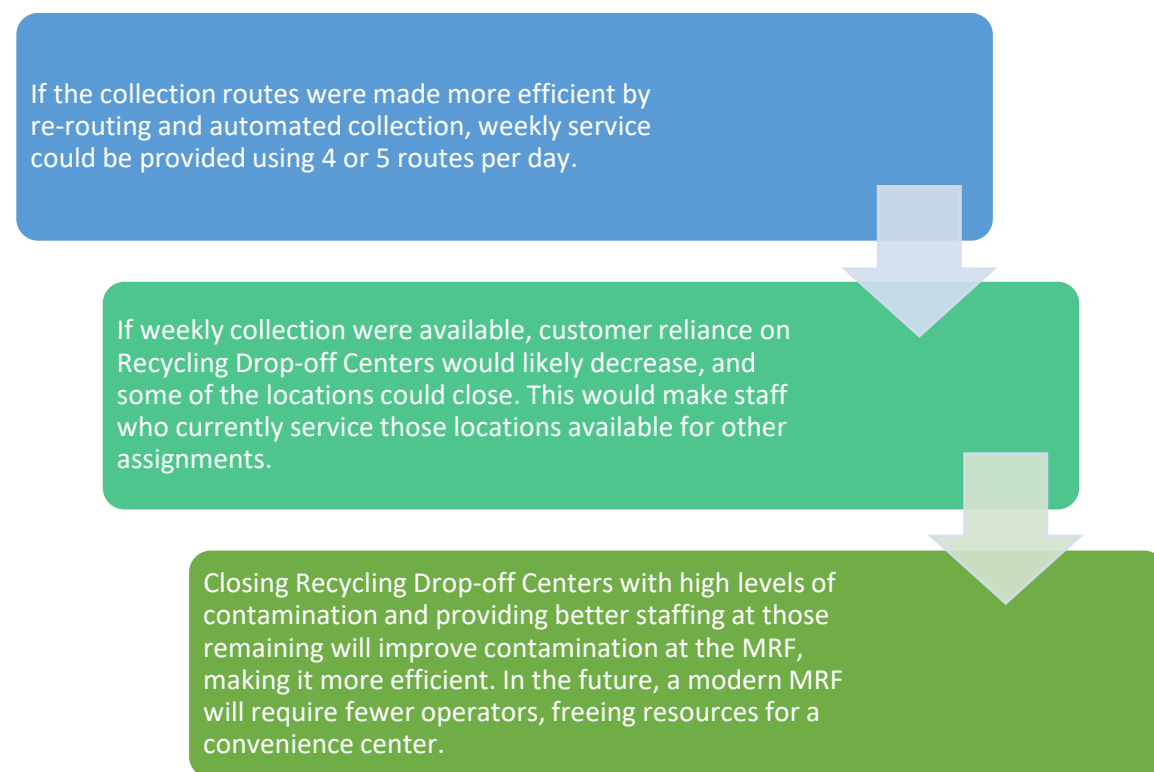 If the collection routes were made more efficient by
re-routing and automated collection, weekly service
could be provided using 4 or 5 routes per day.
If weekly collection were available, customer reliance on
Recycling Drop-off Centers would likely decrease, and
some of the locations could close. This would make staff
who currently service those locations available for other
assignments.
Closing Recycling Drop-off Centers with high levels of
contamination and providing better staffing at those
remaining will improve contamination at the MRF,
making it more efficient. In the future, a modern MRF
will require fewer operators, freeing resources for a
convenience center.